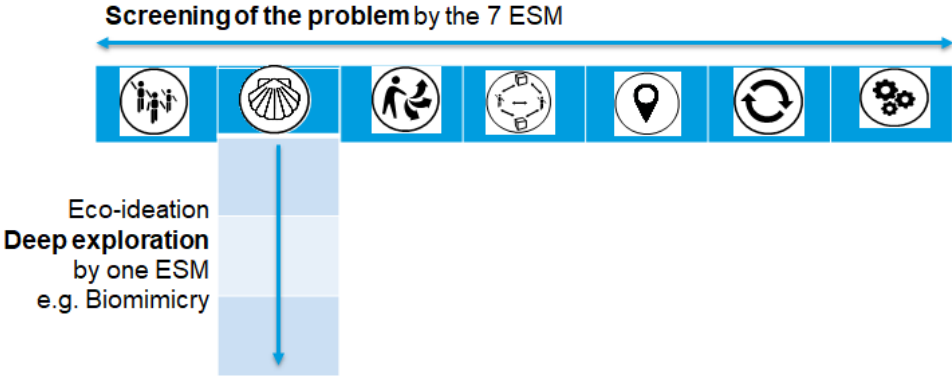 Screening of the problem by the 7 ESM
Eco-ideation
Deep exploration
by one ESM
e.g. Biomimicry